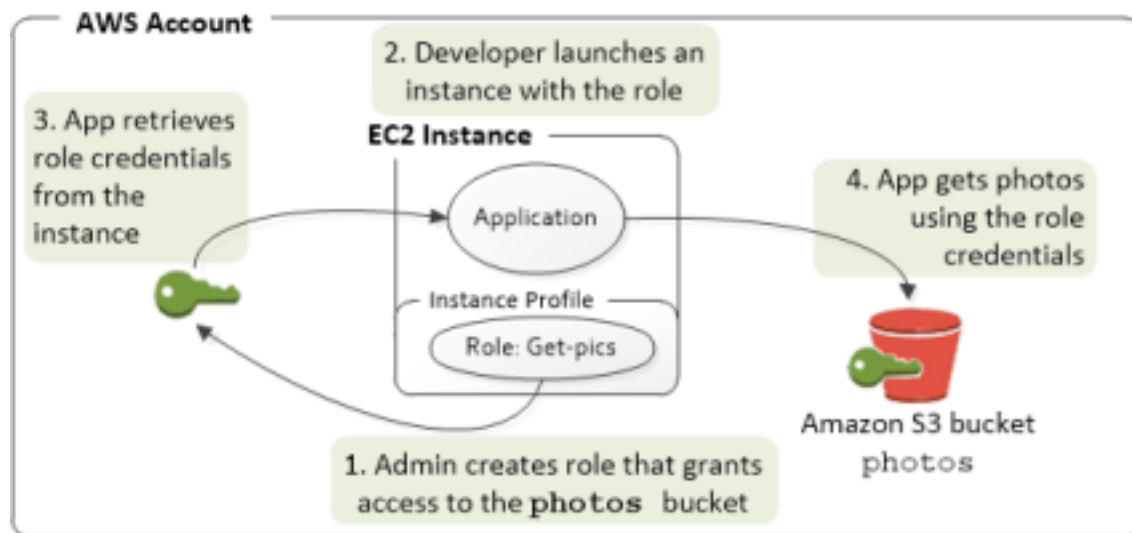 AWS Account
2. Developer launches an
instance with the role
3. App retrieves
role credentials
from the
instance
EC2 Instance
Application
4. App gets photos
using the role
credentials
Instance Profile
Role: Get-pics
Amazon S3 bucket
photos
1. Admin creates role that grants
access to the photos bucket